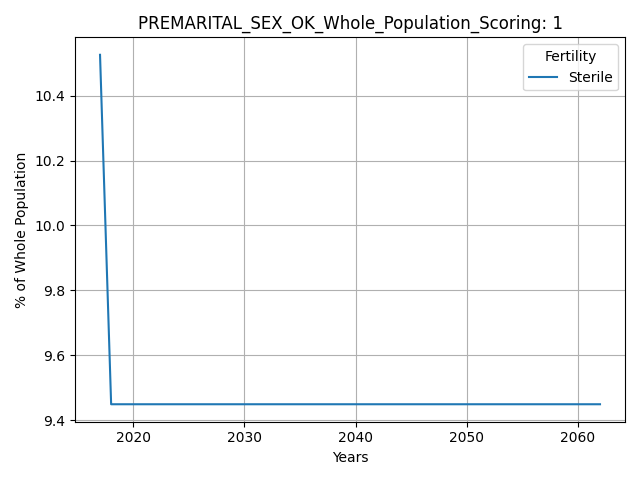 PREMARITAL_SEX_OK_Whole_Population_Scoring: 1
Fertility
Sterile
10.4
10.2
10.0
9.8
9.6
9.4
% of Whole Population
2020
2030
2040
2050
2060
Years